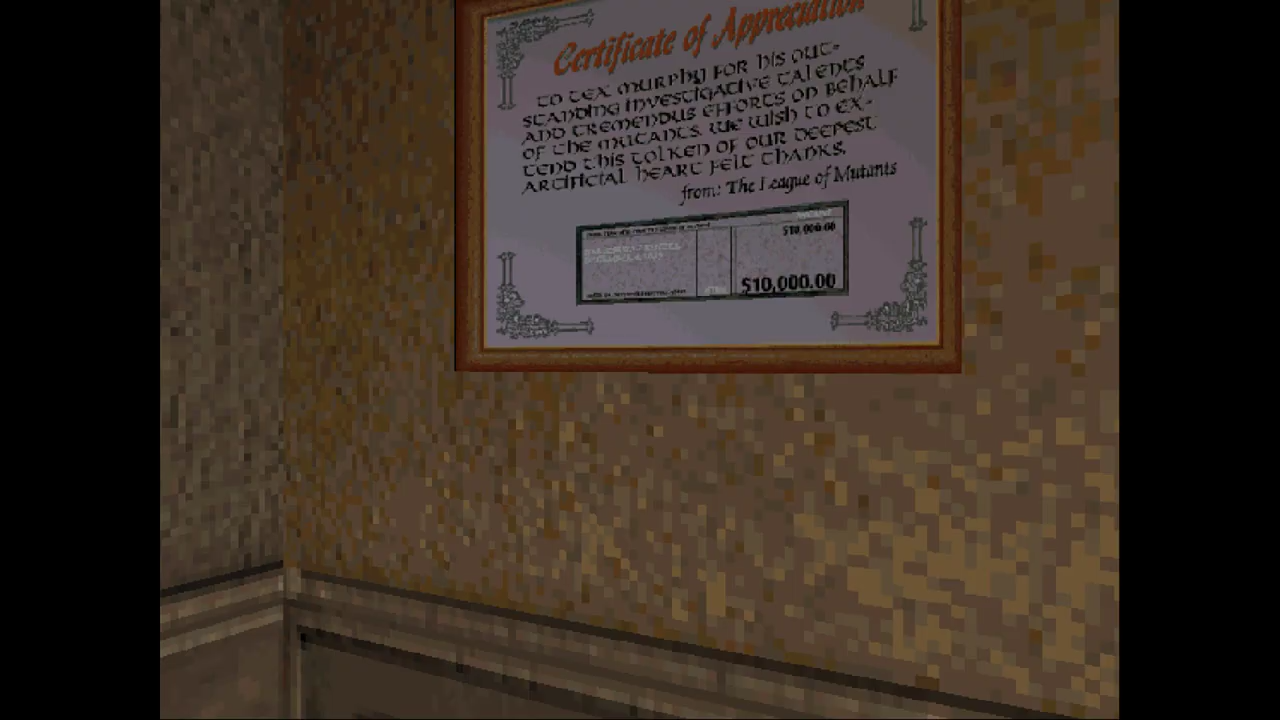 Certificate of Appreciation
TO TEX MURPHY FOR HIS OUT-
STANDING INVESTIGATIVE TALENTS
AND TREMENDUS EFFORTS ON BEHALF
OF THE MUTANTS. WE WISH TO EX-
TEND THIS TOLKEN OF OUR DEEPEST
ARTIFICIAL HEART FELT THANKS.
from: The League of Mutants
$10,000.00
$10,000.00